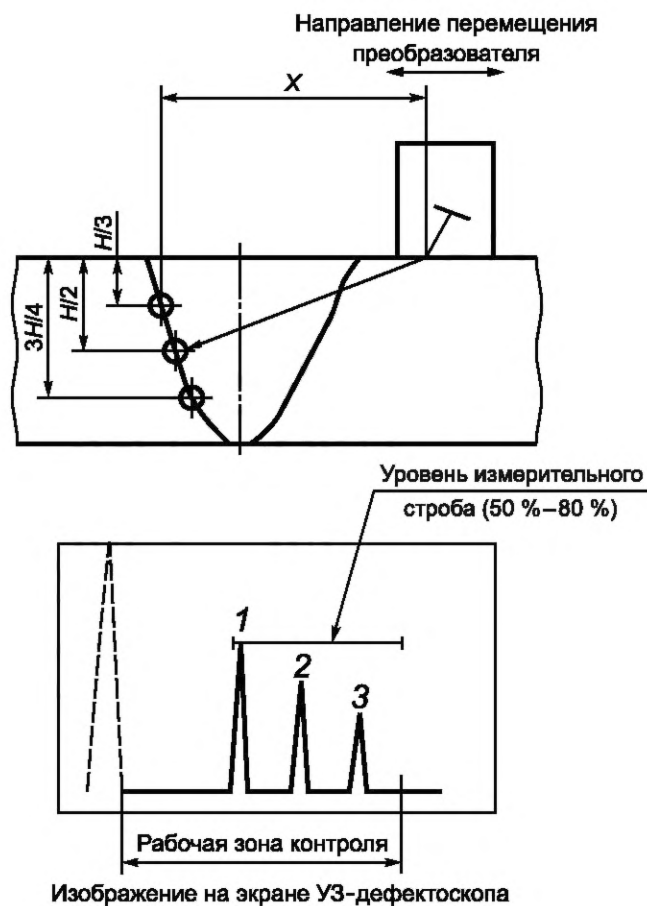 Направление перемещения
преобразователя
X
H/3
H/2
3H/4
Уровень измерительного
строба (50 %–80 %)
1
2
3
Рабочая зона контроля
Изображение на экране УЗ-дефектоскопа